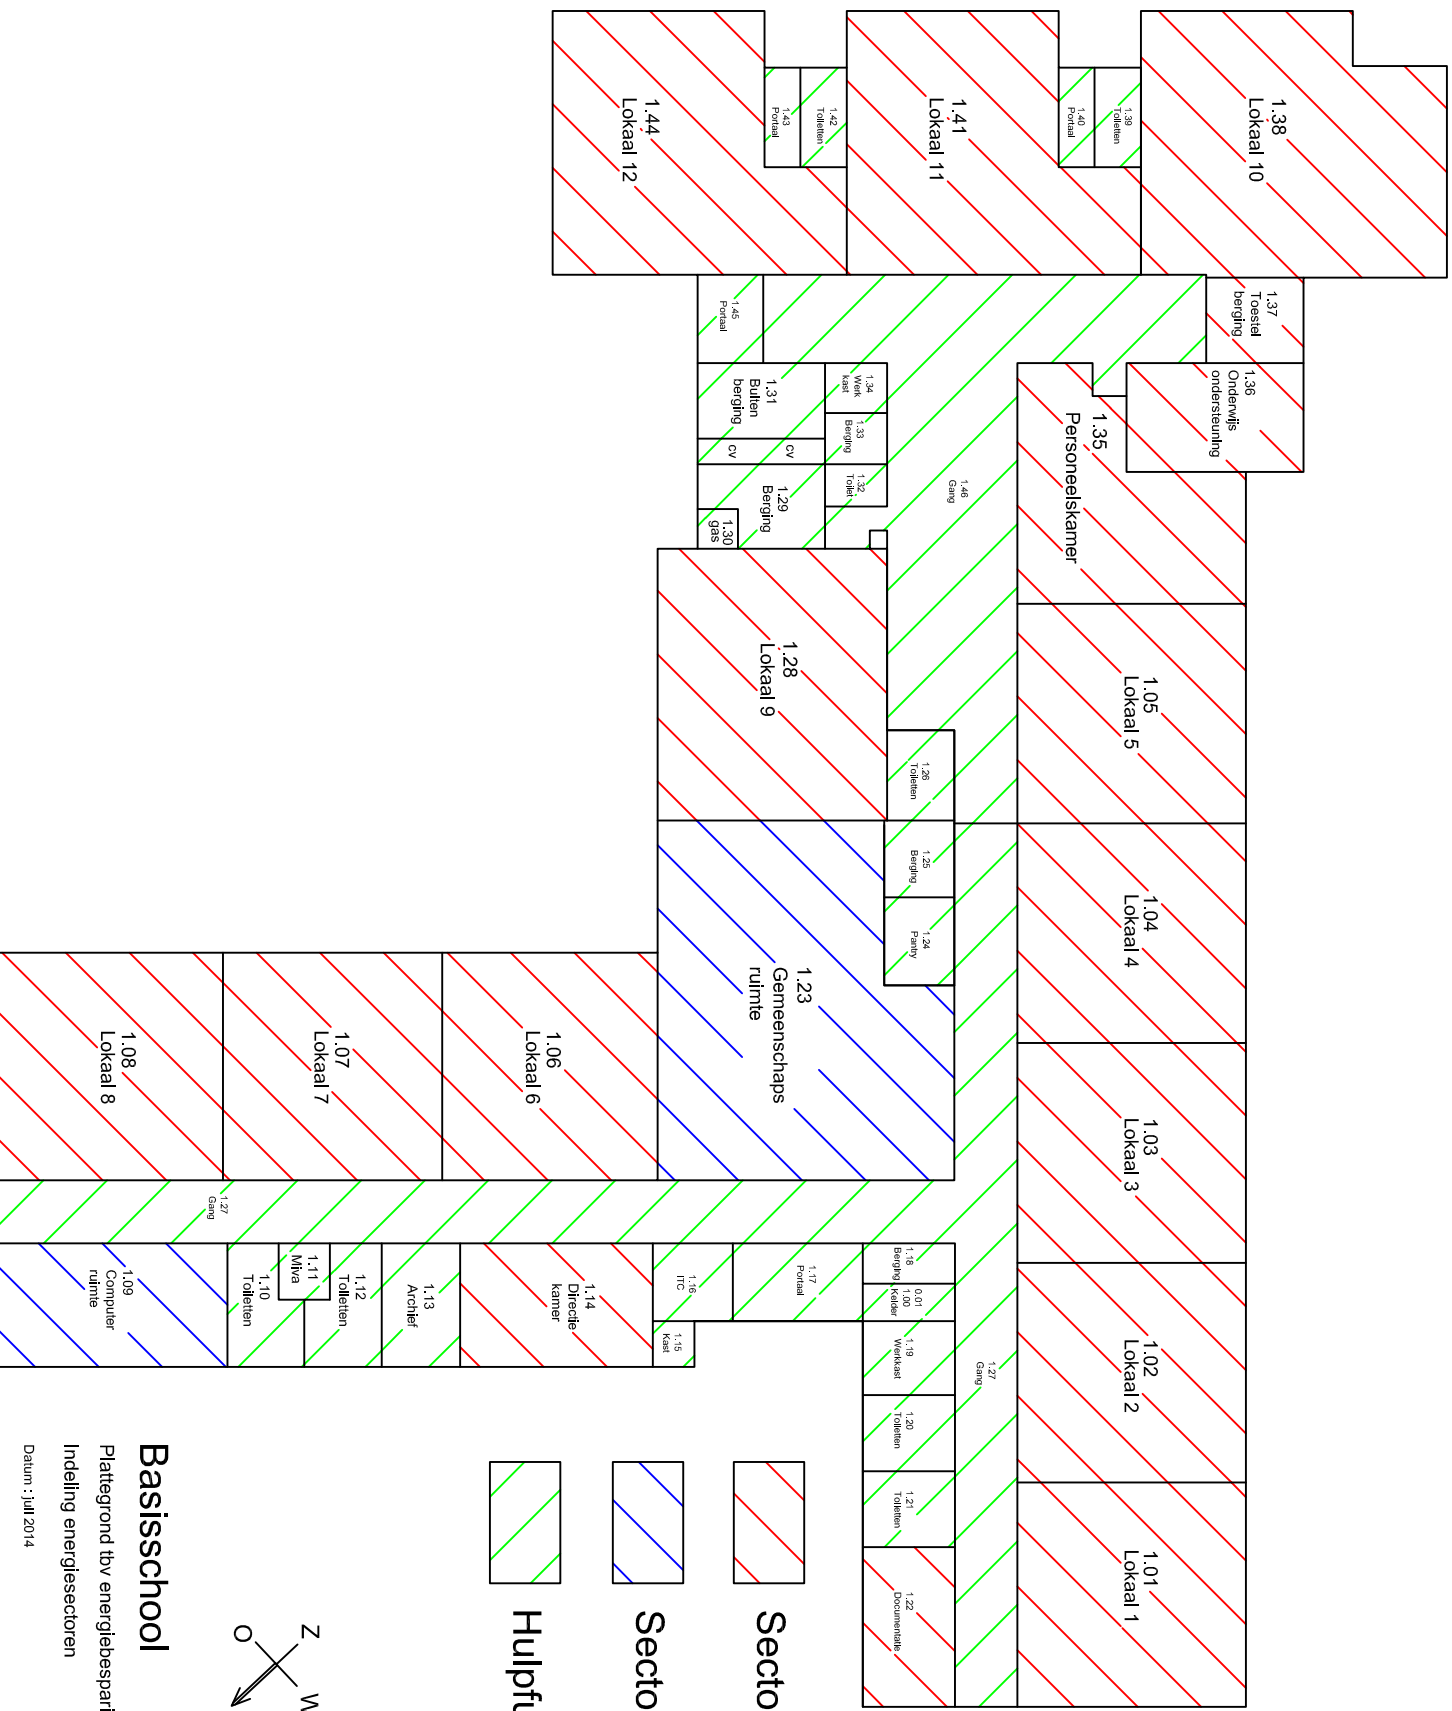 1.38
Lokaal 10
1.39
Toiletten
1.40
Portaal
1.41
Lokaal 11
1.42
Toiletten
1.43
Portaal
1.44
Lokaal 12
1.37
Toestel
berging
1.36
Onderwijs
ondersteuning
1.35
Personeelskamer
1.45
Portaal
1.34
Werk
kast
1.31
Buiten
berging
1.33
Berging
cv
cv
1.32
Toilet
1.29
Berging
1.30
gas
1.46
Gang
1.28
Lokaal 9
1.05
Lokaal 5
1.26
Toiletten
1.25
Berging
1.24
Pantry
1.04
Lokaal 4
1.23
Gemeenschaps
ruimte
1.03
Lokaal 3
1.06
Lokaal 6
1.07
Lokaal 7
1.08
Lokaal 8
1.27
Gang
1.18
Berging
0.01
1.00
Kelder
1.17
Portaal
1.16
ITC
1.15
Kast
1.14
Directie
kamer
1.13
Archief
1.12
Toiletten
1.11
Miva
1.10
Toiletten
1.09
Computer
ruimte
1.02
Lokaal 2
1.27
Gang
1.19
Werkkast
1.20
Toiletten
1.21
Toiletten
1.22
Documentatie
1.01
Lokaal 1
Secto
Secto
Hulpfu
Z
W
O
Basisschool
Plattegrond tbv energiebespari
Indeling energiesectoren
Datum : juli 2014